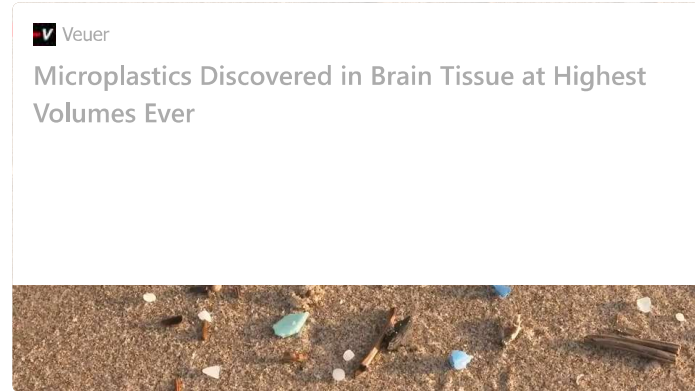 V Veuer
Microplastics Discovered in Brain Tissue at Highest
Volumes Ever